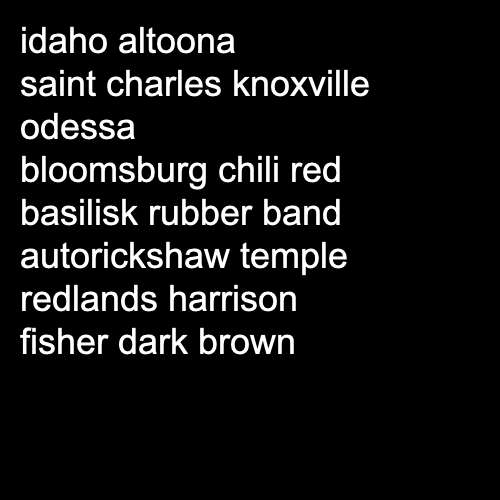 idaho altoona
saint charles knoxville
odessa
bloomsburg chili red
basilisk rubber band
autorickshaw temple
redlands harrison
fisher dark brown